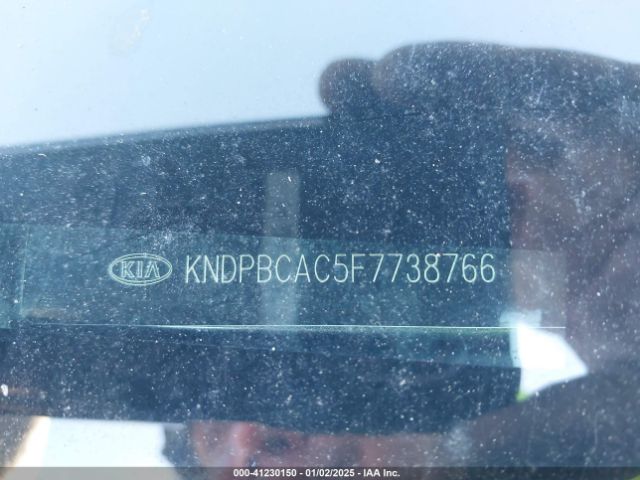 KIA KNDPBCAC5F7738766
000-41230150 - 01/02/2025 - IAA Inc.